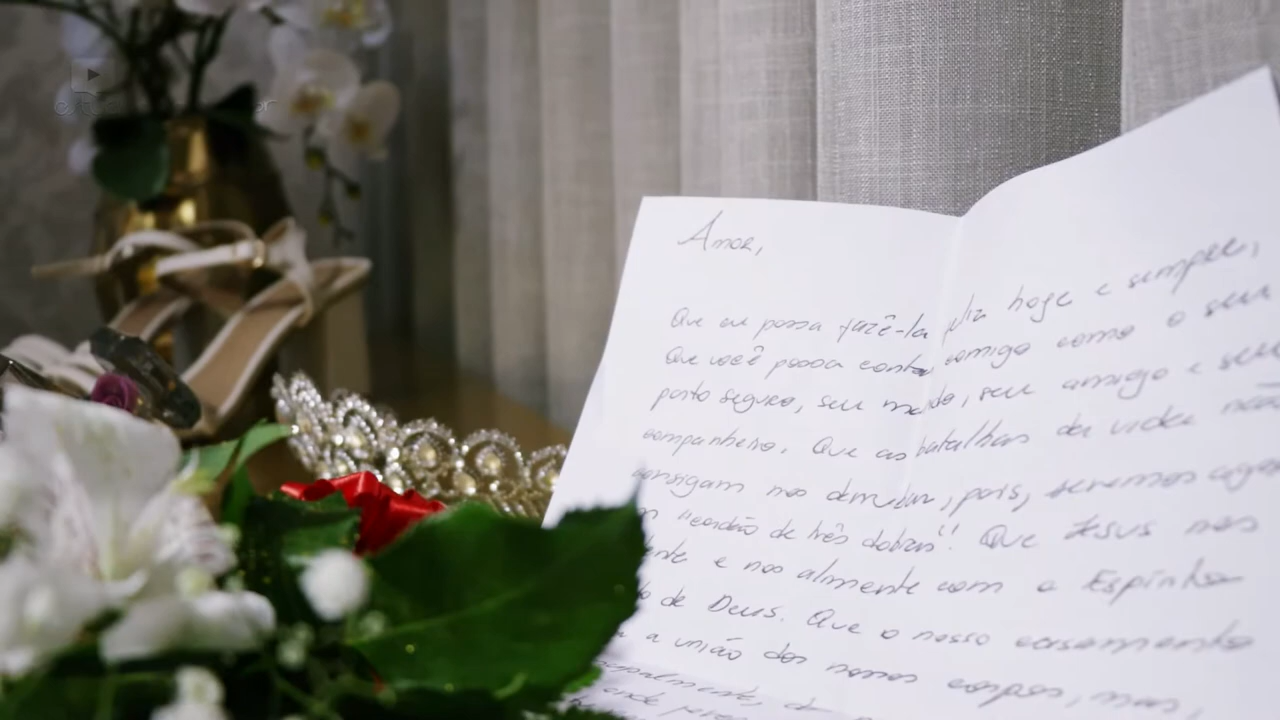 Amor,
Que eu possa fazê-la feliz hoje e sempre,
Que você possa contar comigo como o seu
porto seguro, seu marido, seu amigo e seu
companheiro. Que as batalhas da vida não
consigam nos derrubar, pois, seremos agora
"cordão de três dobras"! Que Jesus nos
e nos almente com o Espírito
de Deus. Que o nosso casamento
a união dos nossos corpos, mas,